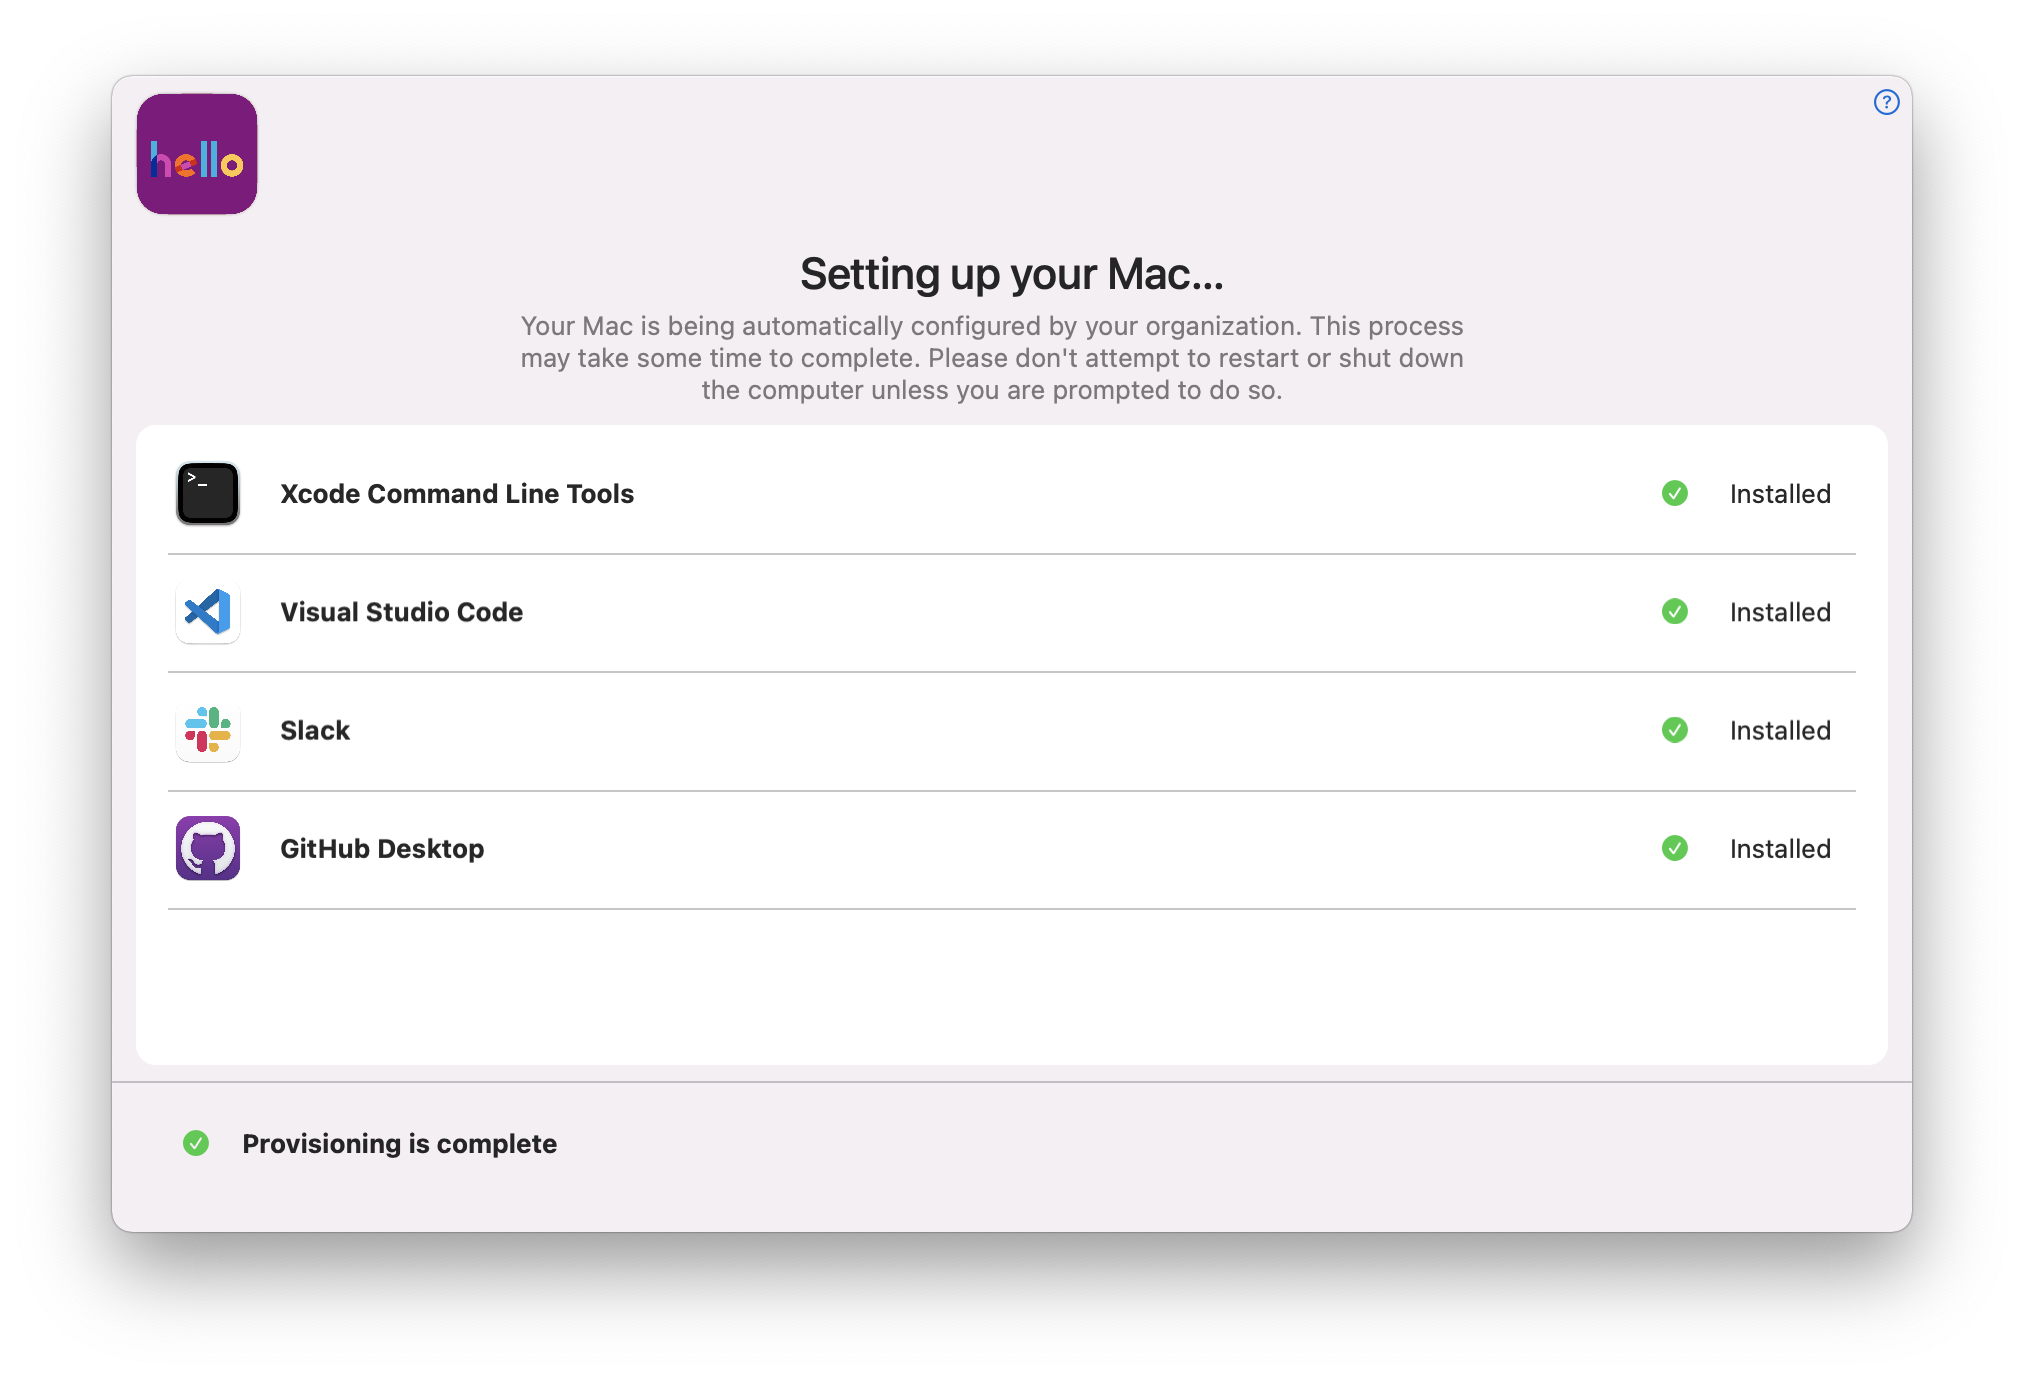 hello
?
Setting up your Mac...
Your Mac is being automatically configured by your organization. This process
may take some time to complete. Please don't attempt to restart or shut down
the computer unless you are prompted to do so.
>_
Xcode Command Line Tools Installed
Visual Studio Code Installed
Slack Installed
GitHub Desktop Installed
Provisioning is complete